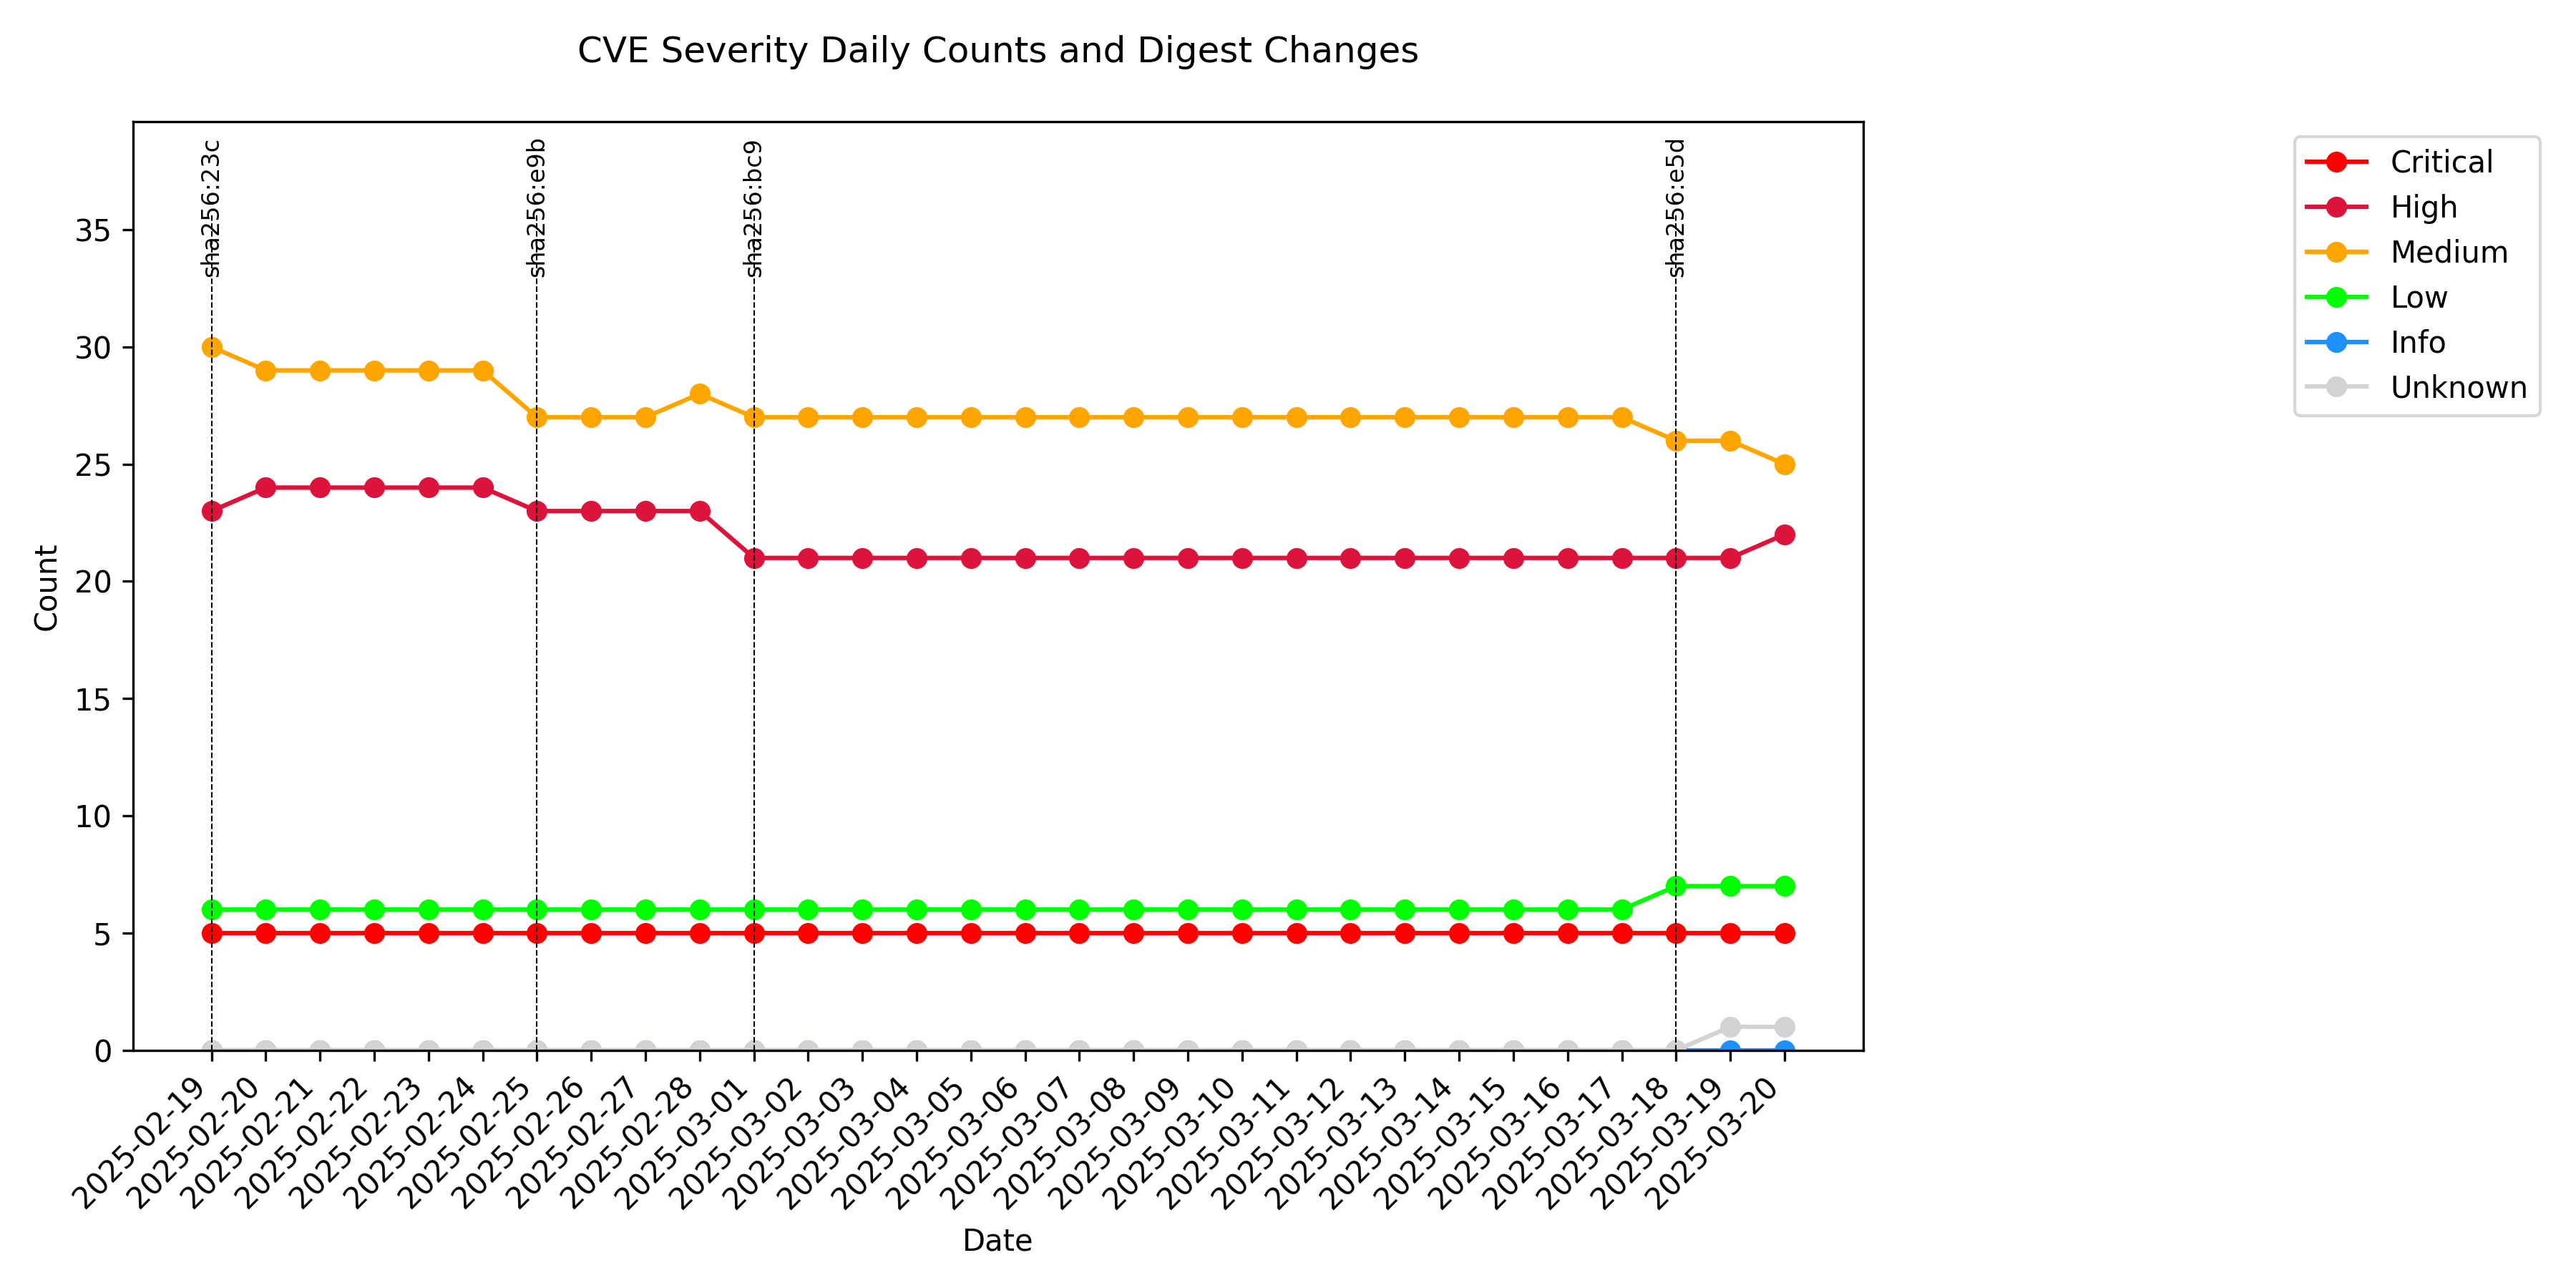 CVE Severity Daily Counts and Digest Changes
sha256:23c
sha256:e9b
sha256:bc9
sha256:e5d
Critical
High
Medium
Low
Info
Unknown
Count
35
30
25
20
15
10
5
0
2025-02-19
2025-02-20
2025-02-21
2025-02-22
2025-02-23
2025-02-24
2025-02-25
2025-02-26
2025-02-27
2025-02-28
2025-03-01
2025-03-02
2025-03-03
2025-03-04
2025-03-05
2025-03-06
2025-03-07
2025-03-08
2025-03-09
2025-03-10
2025-03-11
2025-03-12
2025-03-13
2025-03-14
2025-03-15
2025-03-16
2025-03-17
2025-03-18
2025-03-19
2025-03-20
Date